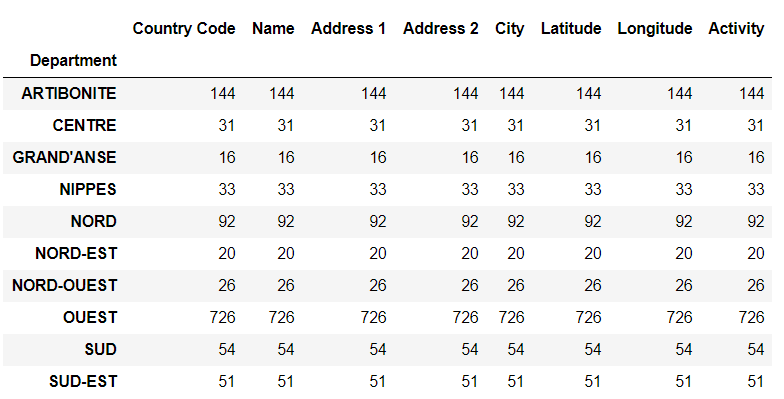 Country Code Name Address 1 Address 2 City Latitude Longitude Activity
Department
ARTIBONITE 144 144 144 144 144 144 144 144
CENTRE 31 31 31 31 31 31 31 31
GRAND'ANSE 16 16 16 16 16 16 16 16
NIPPES 33 33 33 33 33 33 33 33
NORD 92 92 92 92 92 92 92 92
NORD-EST 20 20 20 20 20 20 20 20
NORD-OUEST 26 26 26 26 26 26 26 26
OUEST 726 726 726 726 726 726 726 726
SUD 54 54 54 54 54 54 54 54
SUD-EST 51 51 51 51 51 51 51 51